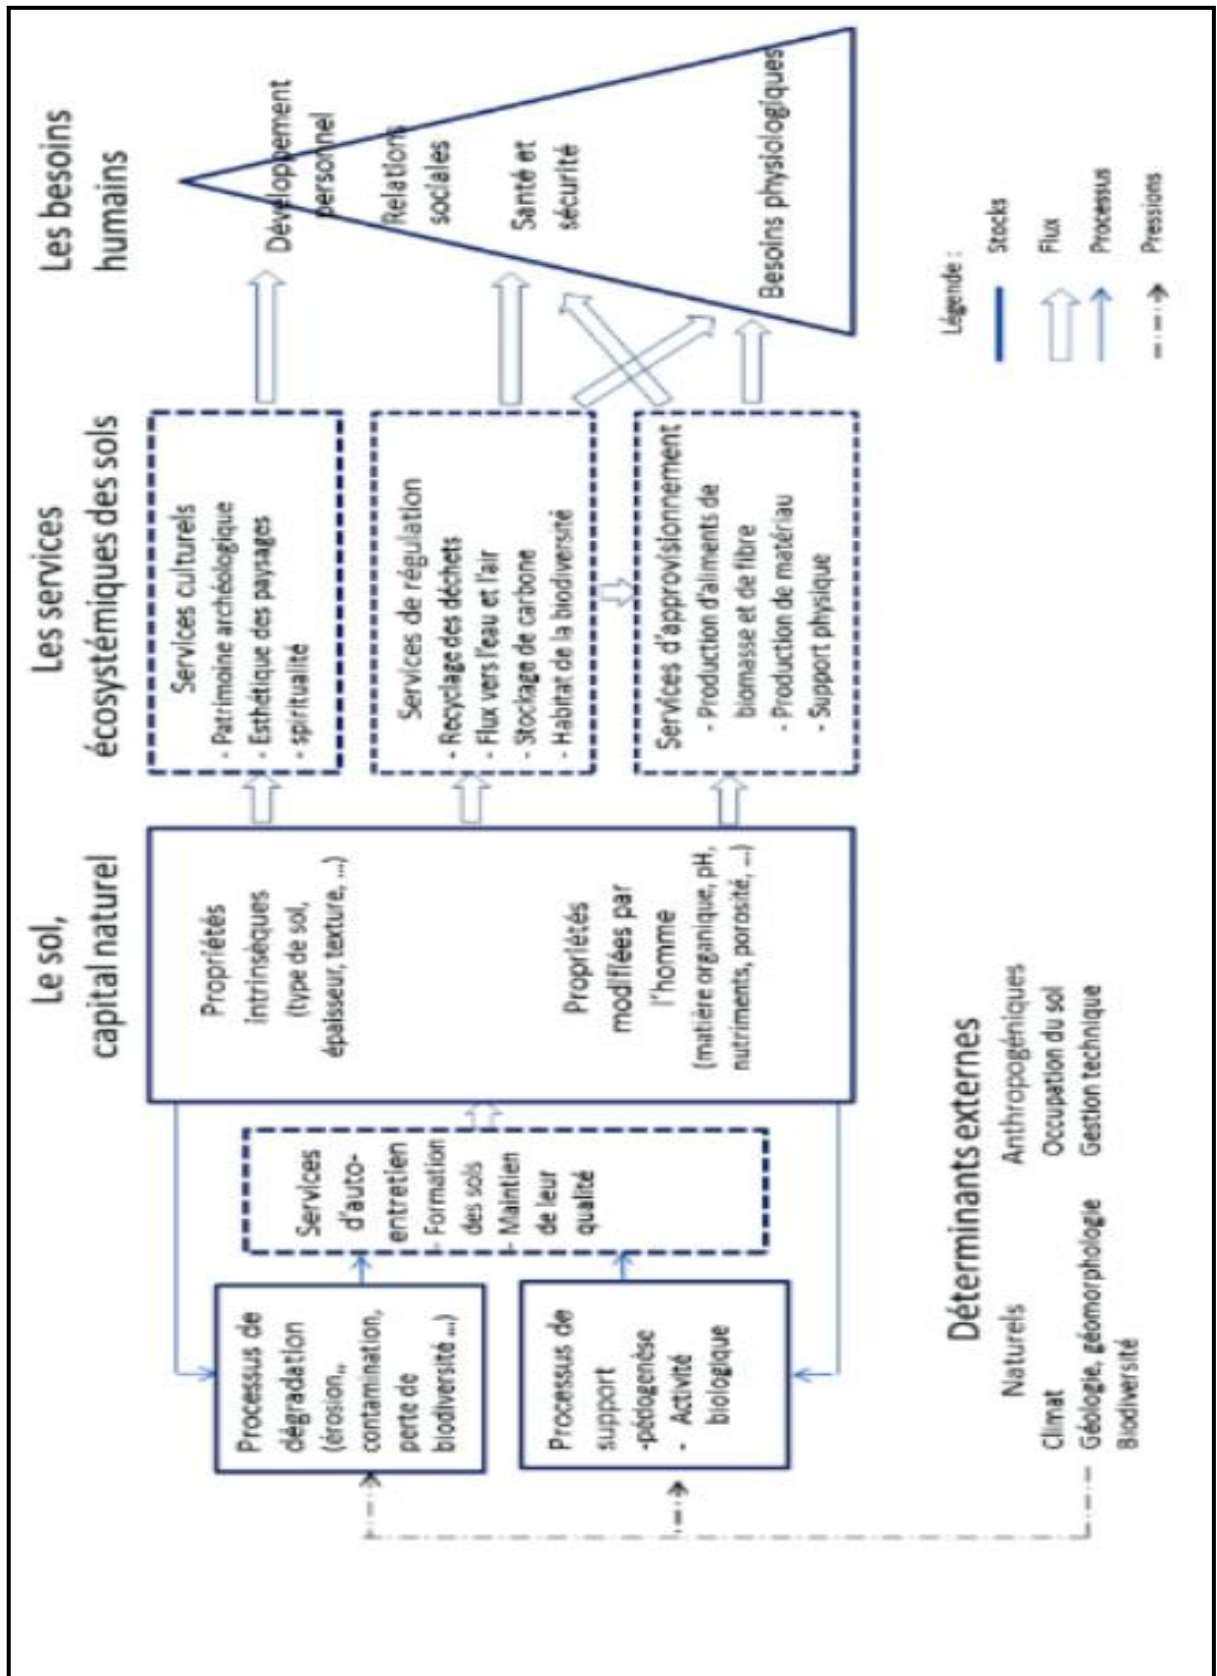 Le sol,
capital naturel
Les services
écosystémiques des sols
Les besoins
humains
Processus de
dégradation
(érosion,,
contamination,
perte de
biodiversité ...)
Processus de
support
-pédogenèse
- Activité
biologique
Services
d'auto-
entretien
- Formation
des sols
- Maintien
de leur
qualité
Propriétés
intrinsèques
(type de sol,
épaisseur, texture, ...)
Propriétés
modifiées par
l'homme
(matière organique, pH,
nutriments, porosité, ...)
Services culturels
- Patrimoine archéologique
- Esthétique des paysages
- spiritualité
Services de régulation
- Recyclage des déchets
- Flux vers l'eau et l'air
- Stockage de carbone
- Habitat de la biodiversité
Services d'approvisionnement
- Production d'aliments de
biomasse et de fibre
- Production de matériau
- Support physique
Développement
personnel
Relations
sociales
Santé et
sécurité
Besoins physiologiques
Déterminants externes
Naturels
Climat
Géologie, géomorphologie
Biodiversité
Anthropogéniques
Occupation du sol
Gestion technique
Légende :
Stocks
Flux
Processus
Pressions